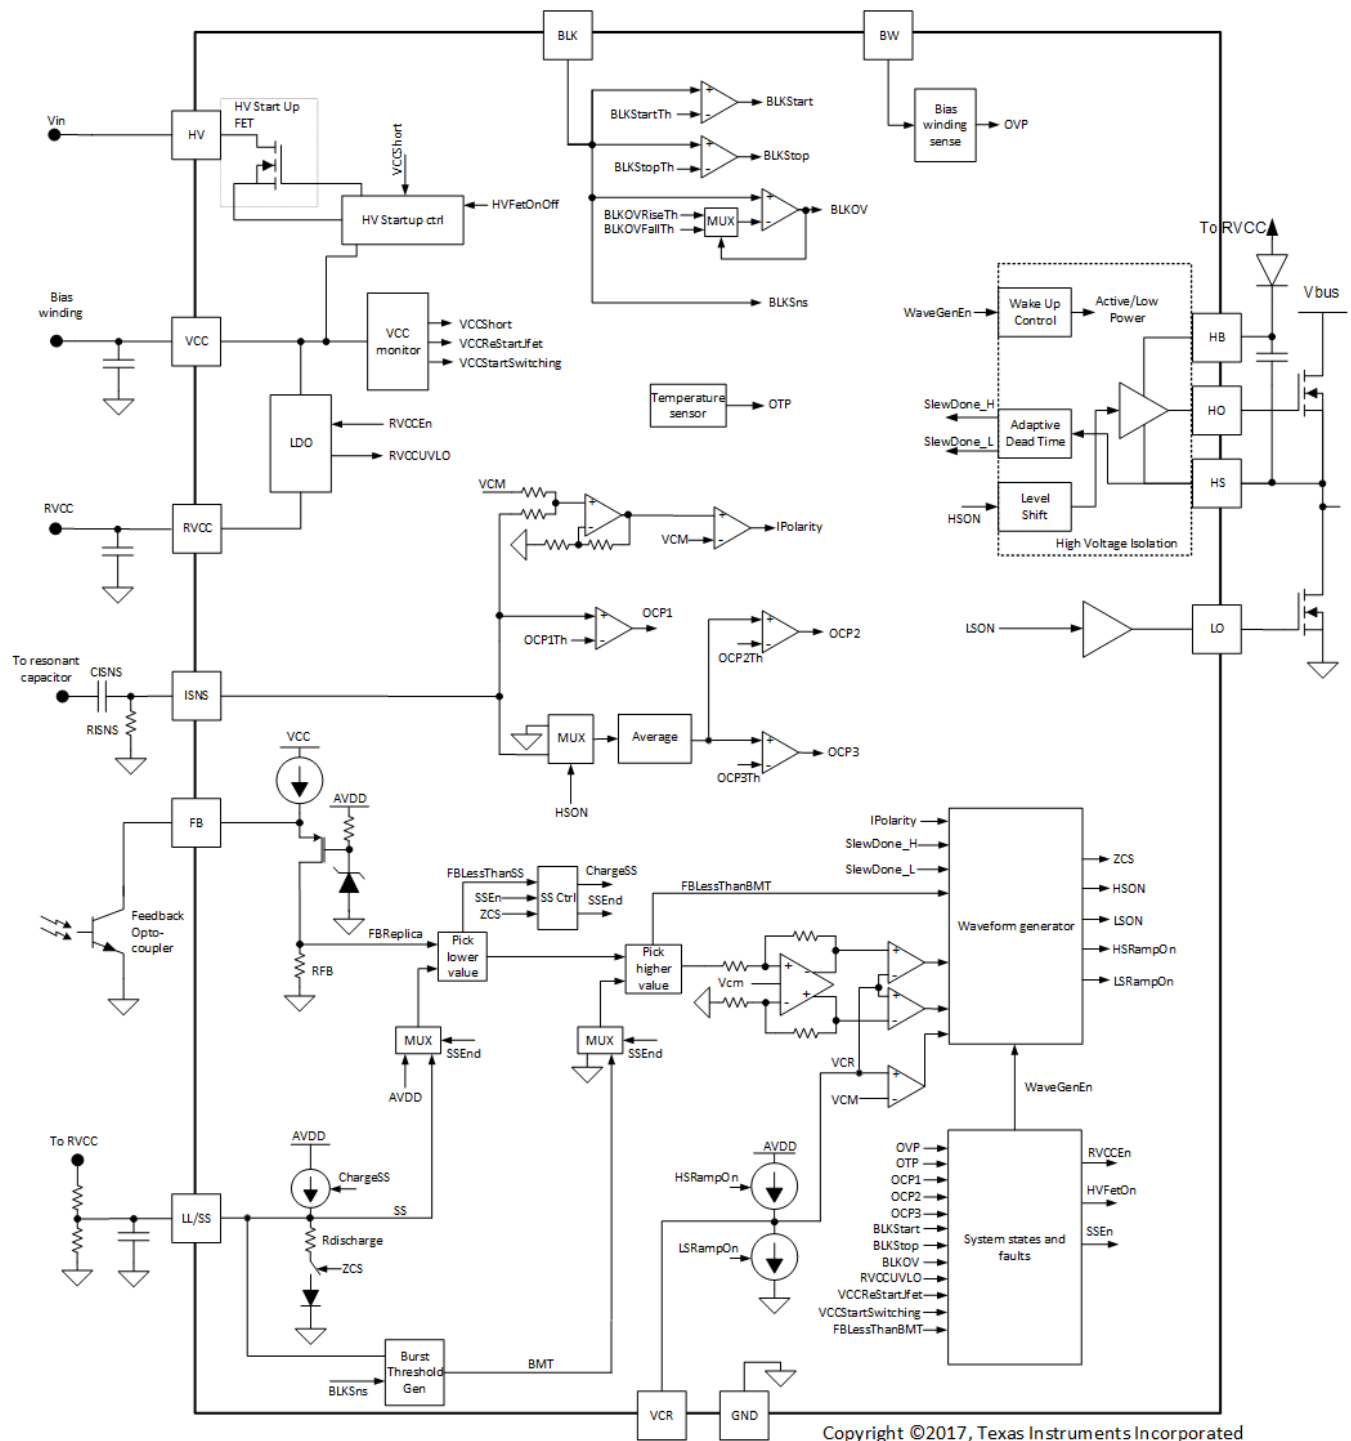 BLK
BW
HV Start Up
FET
Vin
HV
VCCShort
HVFetOnOff
HV Startup ctrl
+
-
BLKStart
BLKStartTh
+
-
BLKStop
BLKStopTh
+
-
BLKOV
BLKOVRiseTh
BLKOVFallTh
MUX
BLKSns
Bias
winding
sense
OVP
To RVCC
Vbus
WaveGenEn
Wake Up
Control
Active/Low
Power
HB
SlewDone_H
SlewDone_L
Adaptive
Dead Time
HO
HS
HSON
Level
Shift
High Voltage Isolation
LSON
LO
Bias
winding
VCC
VCC
monitor
VCCShort
VCCReStartJfet
VCCStartSwitching
LDO
RVCCEn
RVCCUVLO
RVCC
RVCC
Temperature
sensor
OTP
VCM
+
-
VCM
-
IPolarity
+
-
OCP1
OCP1Th
+
-
OCP2
OCP2Th
To resonant
capacitor
CISNS
RISNS
ISNS
MUX
Average
HSON
+
-
OCP3
OCP3Th
VCC
FB
AVDD
Feedback
Opto-
coupler
RFB
FBReplica
FBLessThanSS
SSEn
ZCS
SS Ctrl
ChargeSS
SSEnd
Pick
lower
value
FBLessThanBMT
Pick
higher
value
Vcm
+
-
+
-
+
-
+
-
IPolarity
SlewDone_H
SlewDone_L
Waveform generator
ZCS
HSON
LSON
HSRampOn
LSRampOn
MUX
SSEnd
AVDD
MUX
SSEnd
VCR
VCM
+
-
WaveGenEn
To RVCC
LL/SS
AVDD
ChargeSS
SS
Rdischarge
ZCS
AVDD
HSRampOn
LSRampOn
OVP
OTP
OCP1
OCP2
OCP3
BLKStart
BLKStop
BLKOV
RVCCUVLO
VCCReStartJfet
VCCStartSwitching
FBLessThanBMT
System states and
faults
RVCCEn
HVFetOn
SSEn
Burst
Threshold
Gen
BLKSns
BMT
VCR
GND
Copyright ©2017, Texas Instruments Incorporated